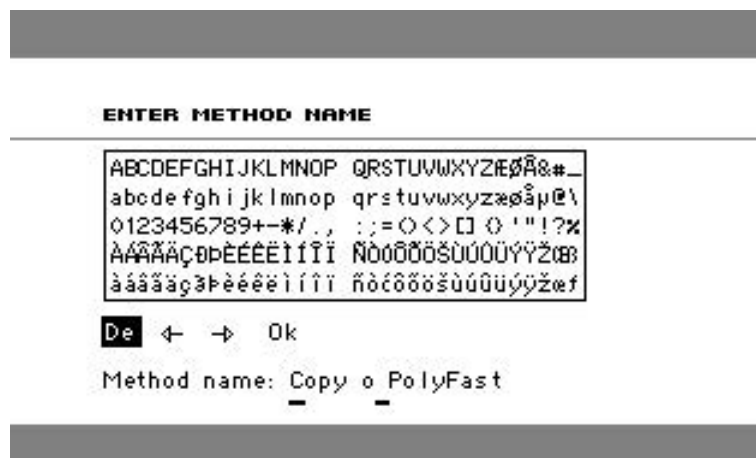 ENTER METHOD NAME
ABCDEFGHIJKLMNOP QRSTUVWXYZÆØÅ&#_
abcdefghijklmnop qrstuvwxyzæøåµ@\
0123456789+-*/., :;=()<>[] {}'"!?%
ÀÁÂÃÄÇÐÞÈÉÊËÌÍÎÏ ÑÒÓÔÕÖŠÙÚÛÜÝŸŽŒß
àáâãäçðþèéêëìíîï ñòóôõöšùúûüýÿžœƒ
De ← → Ok
Method name: Copy o PolyFast